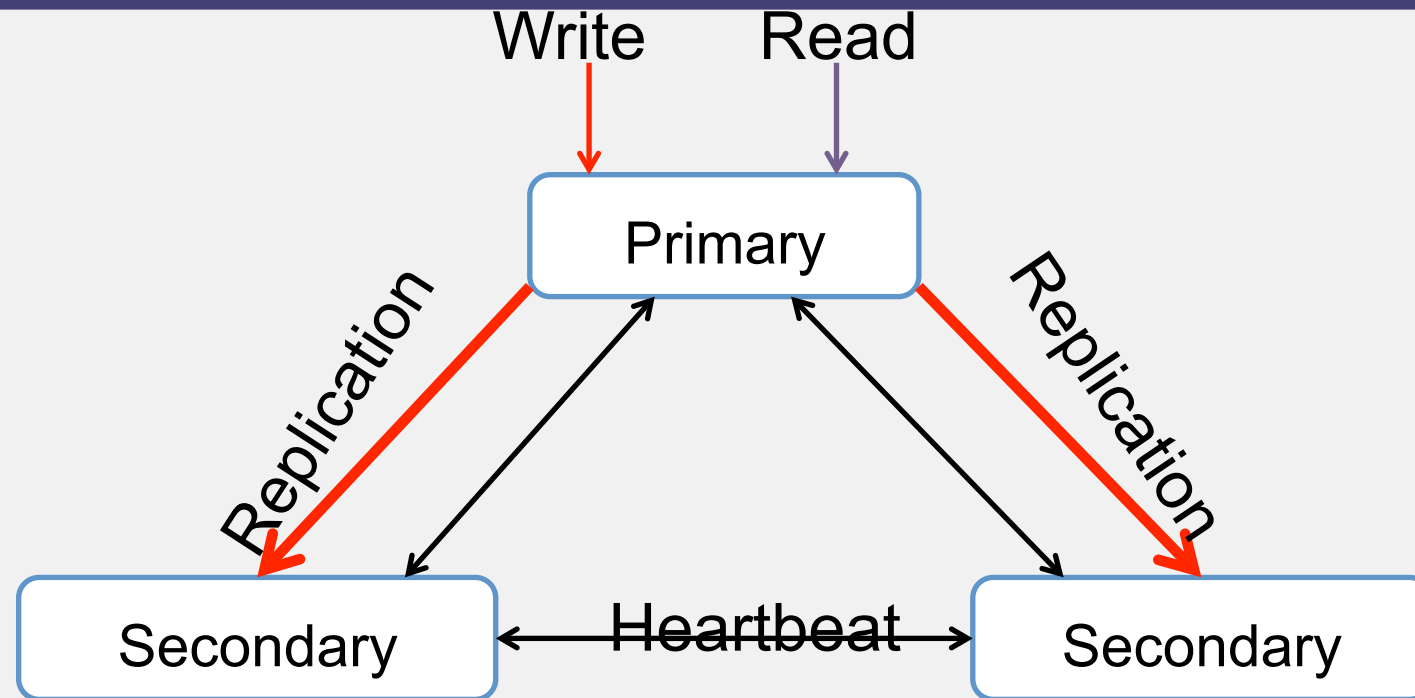 Write
Read
Primary
Replication
Replication
Secondary
Heartbeat
Secondary